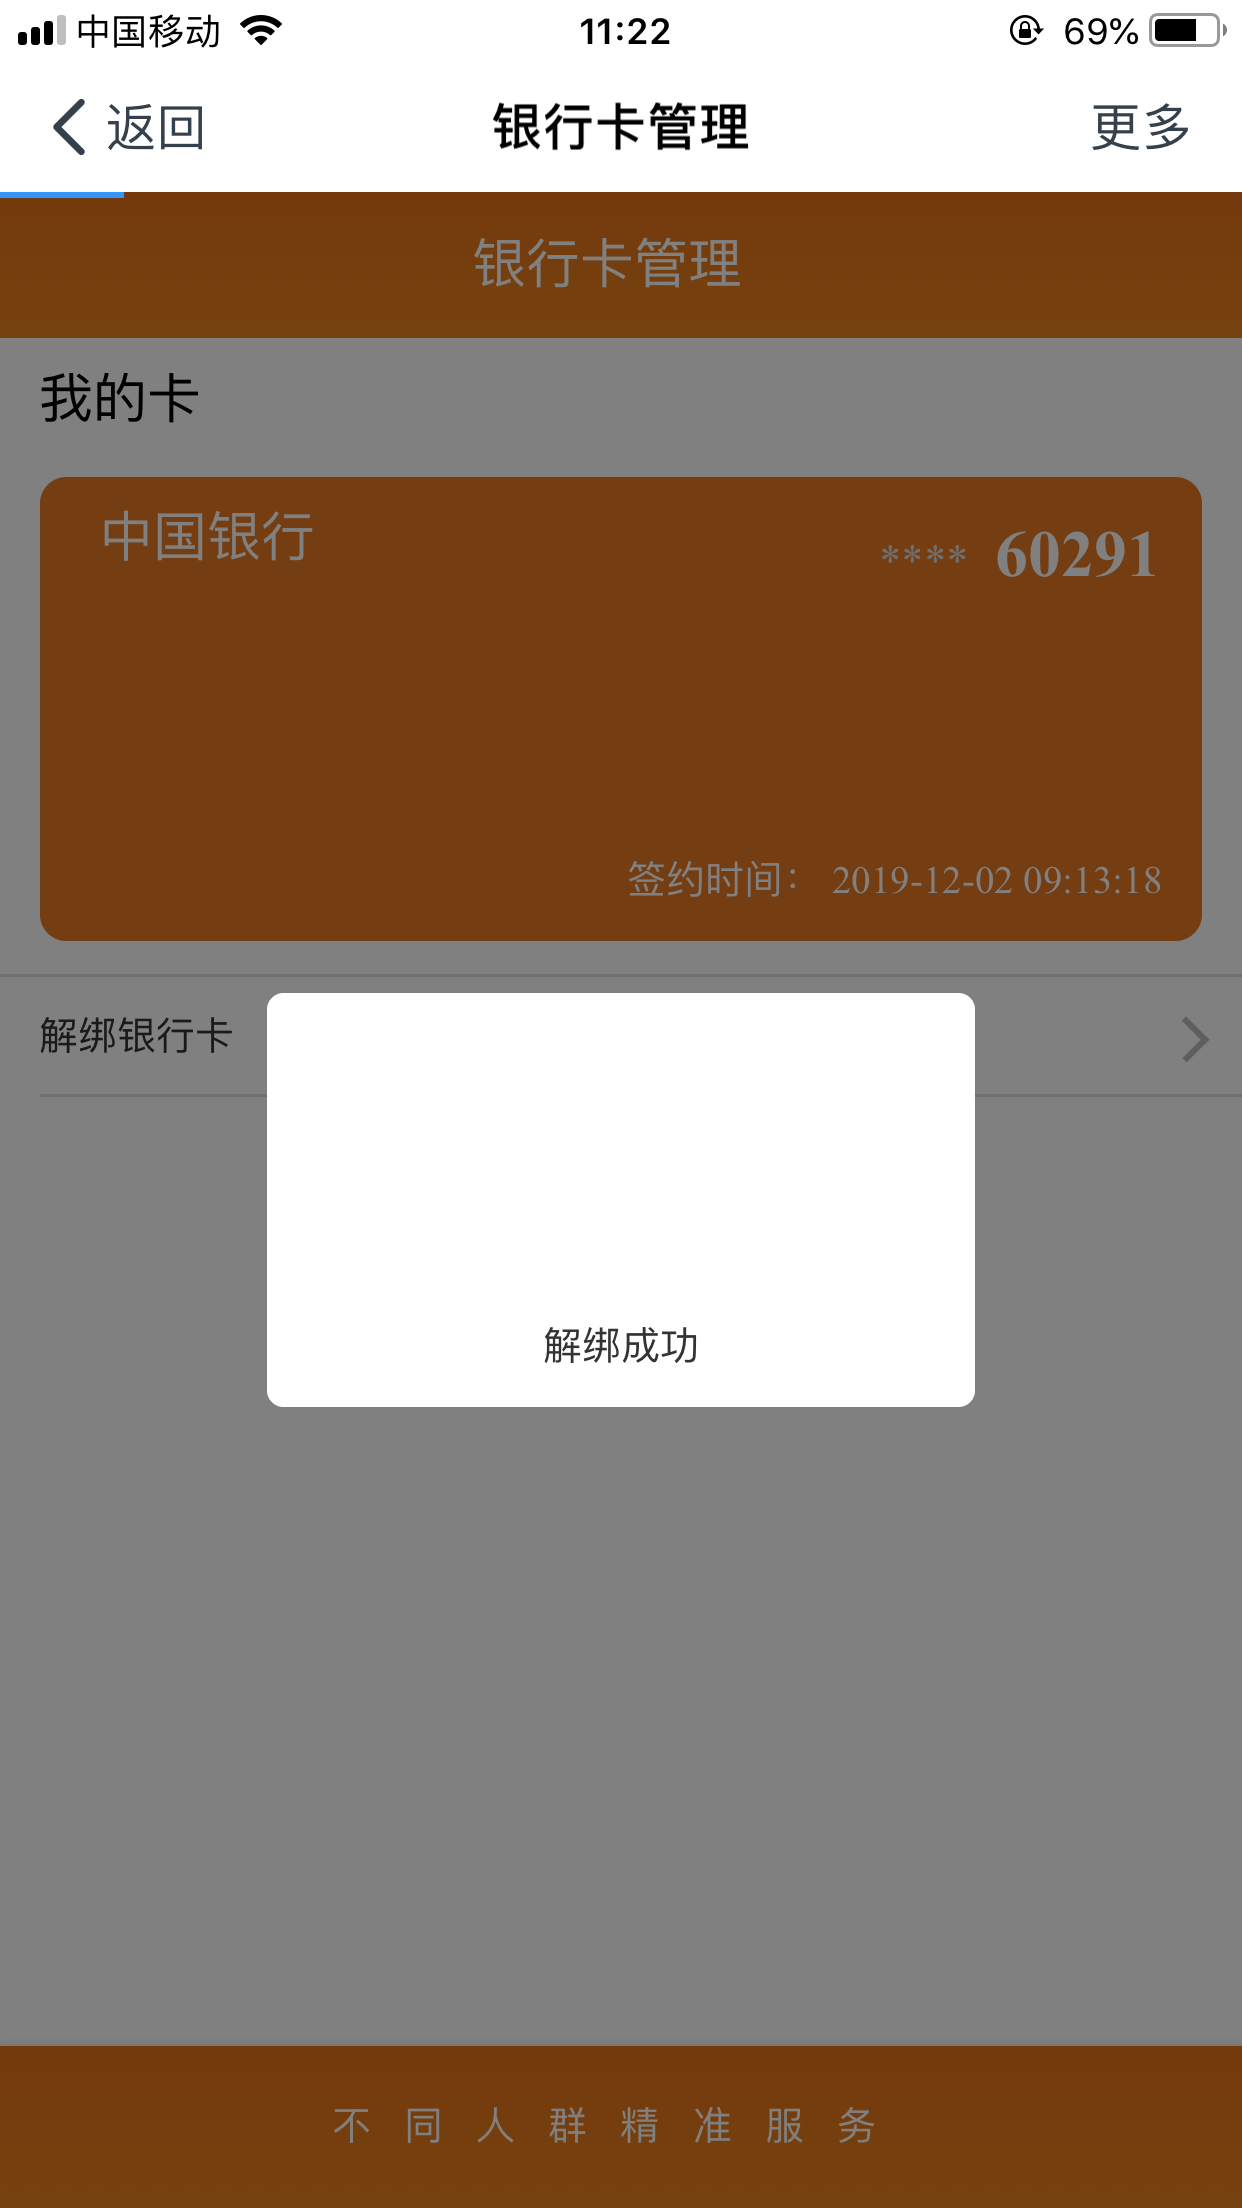 中国移动 11:22 69%
返回 银行卡管理 更多
银行卡管理
我的卡
中国银行 **** 60291
签约时间： 2019-12-02 09:13:18
解绑银行卡
解绑成功
不同人群精准服务